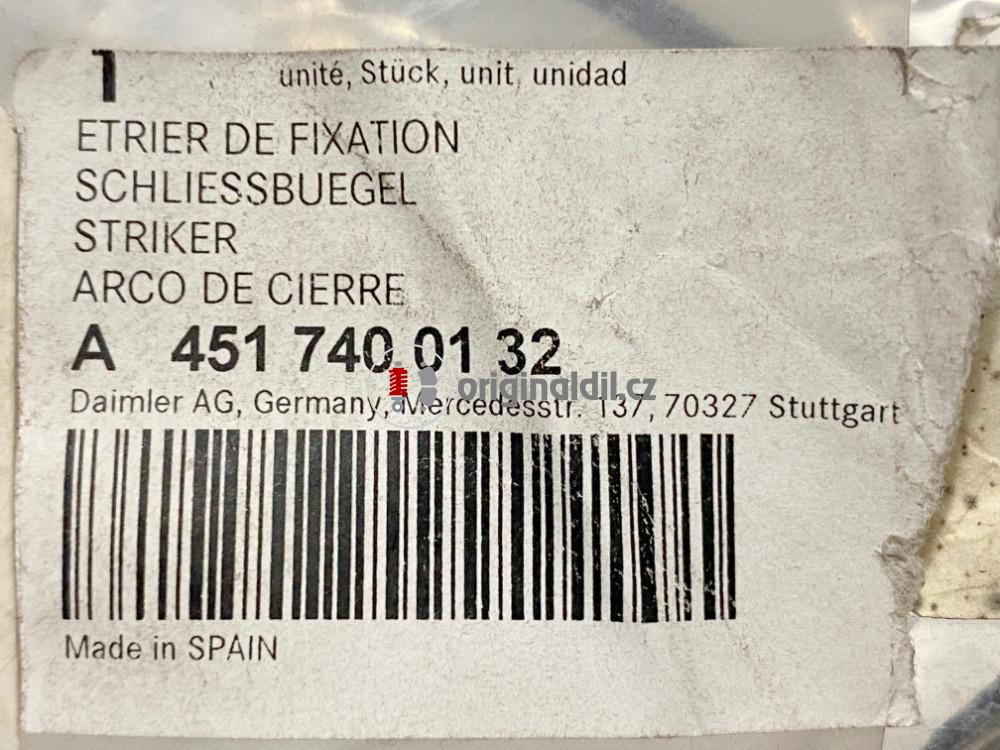 1 unité, Stück, unit, unidad
ETRIER DE FIXATION
SCHLIESSBUEGEL
STRIKER
ARCO DE CIERRE
A 451 740 01 32
originaldil.cz
Daimler AG, Germany, Mercedesstr. 137, 70327 Stuttgart
Made in SPAIN